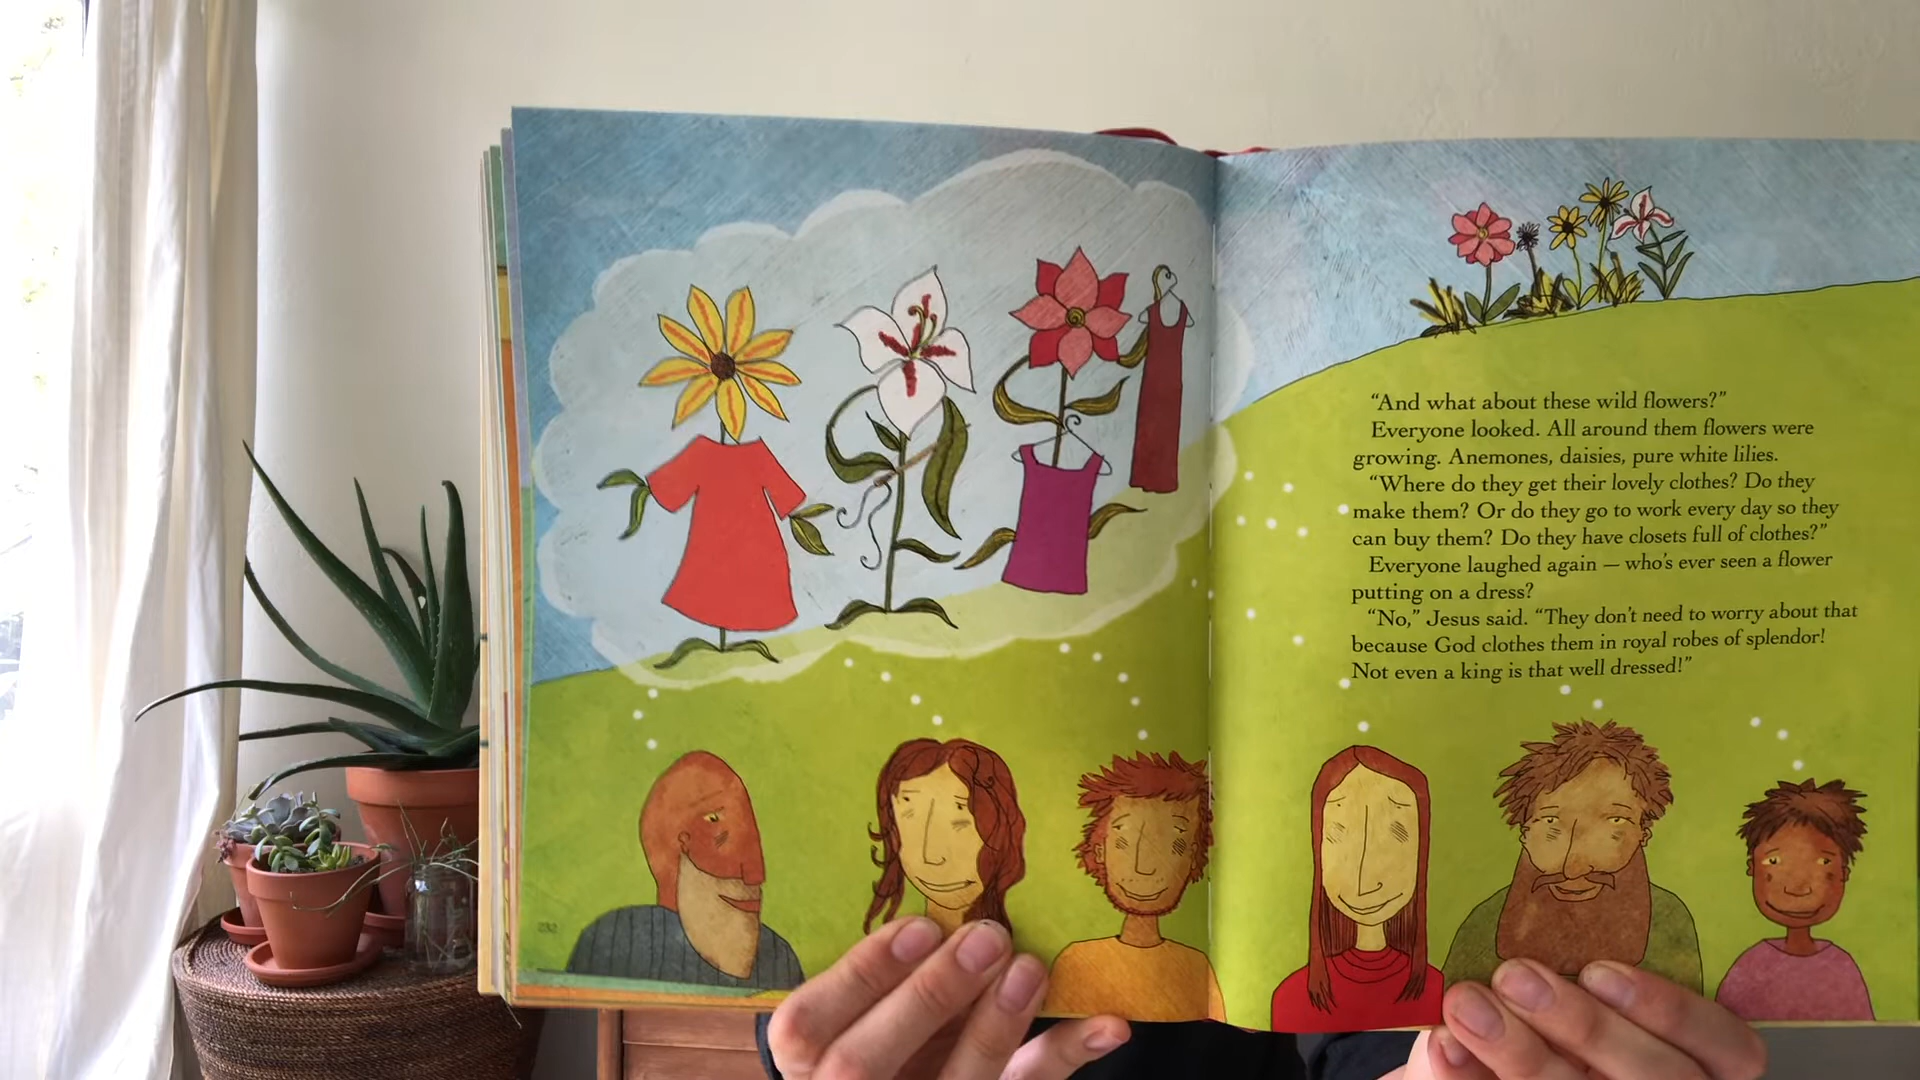 “And what about these wild flowers?”
Everyone looked. All around them flowers were
growing. Anemones, daisies, pure white lilies.
“Where do they get their lovely clothes? Do they
make them? Or do they go to work every day so they
can buy them? Do they have closets full of clothes?”
Everyone laughed again — who’s ever seen a flower
putting on a dress?
“No,” Jesus said. “They don’t need to worry about that
because God clothes them in royal robes of splendor!
Not even a king is that well dressed!”